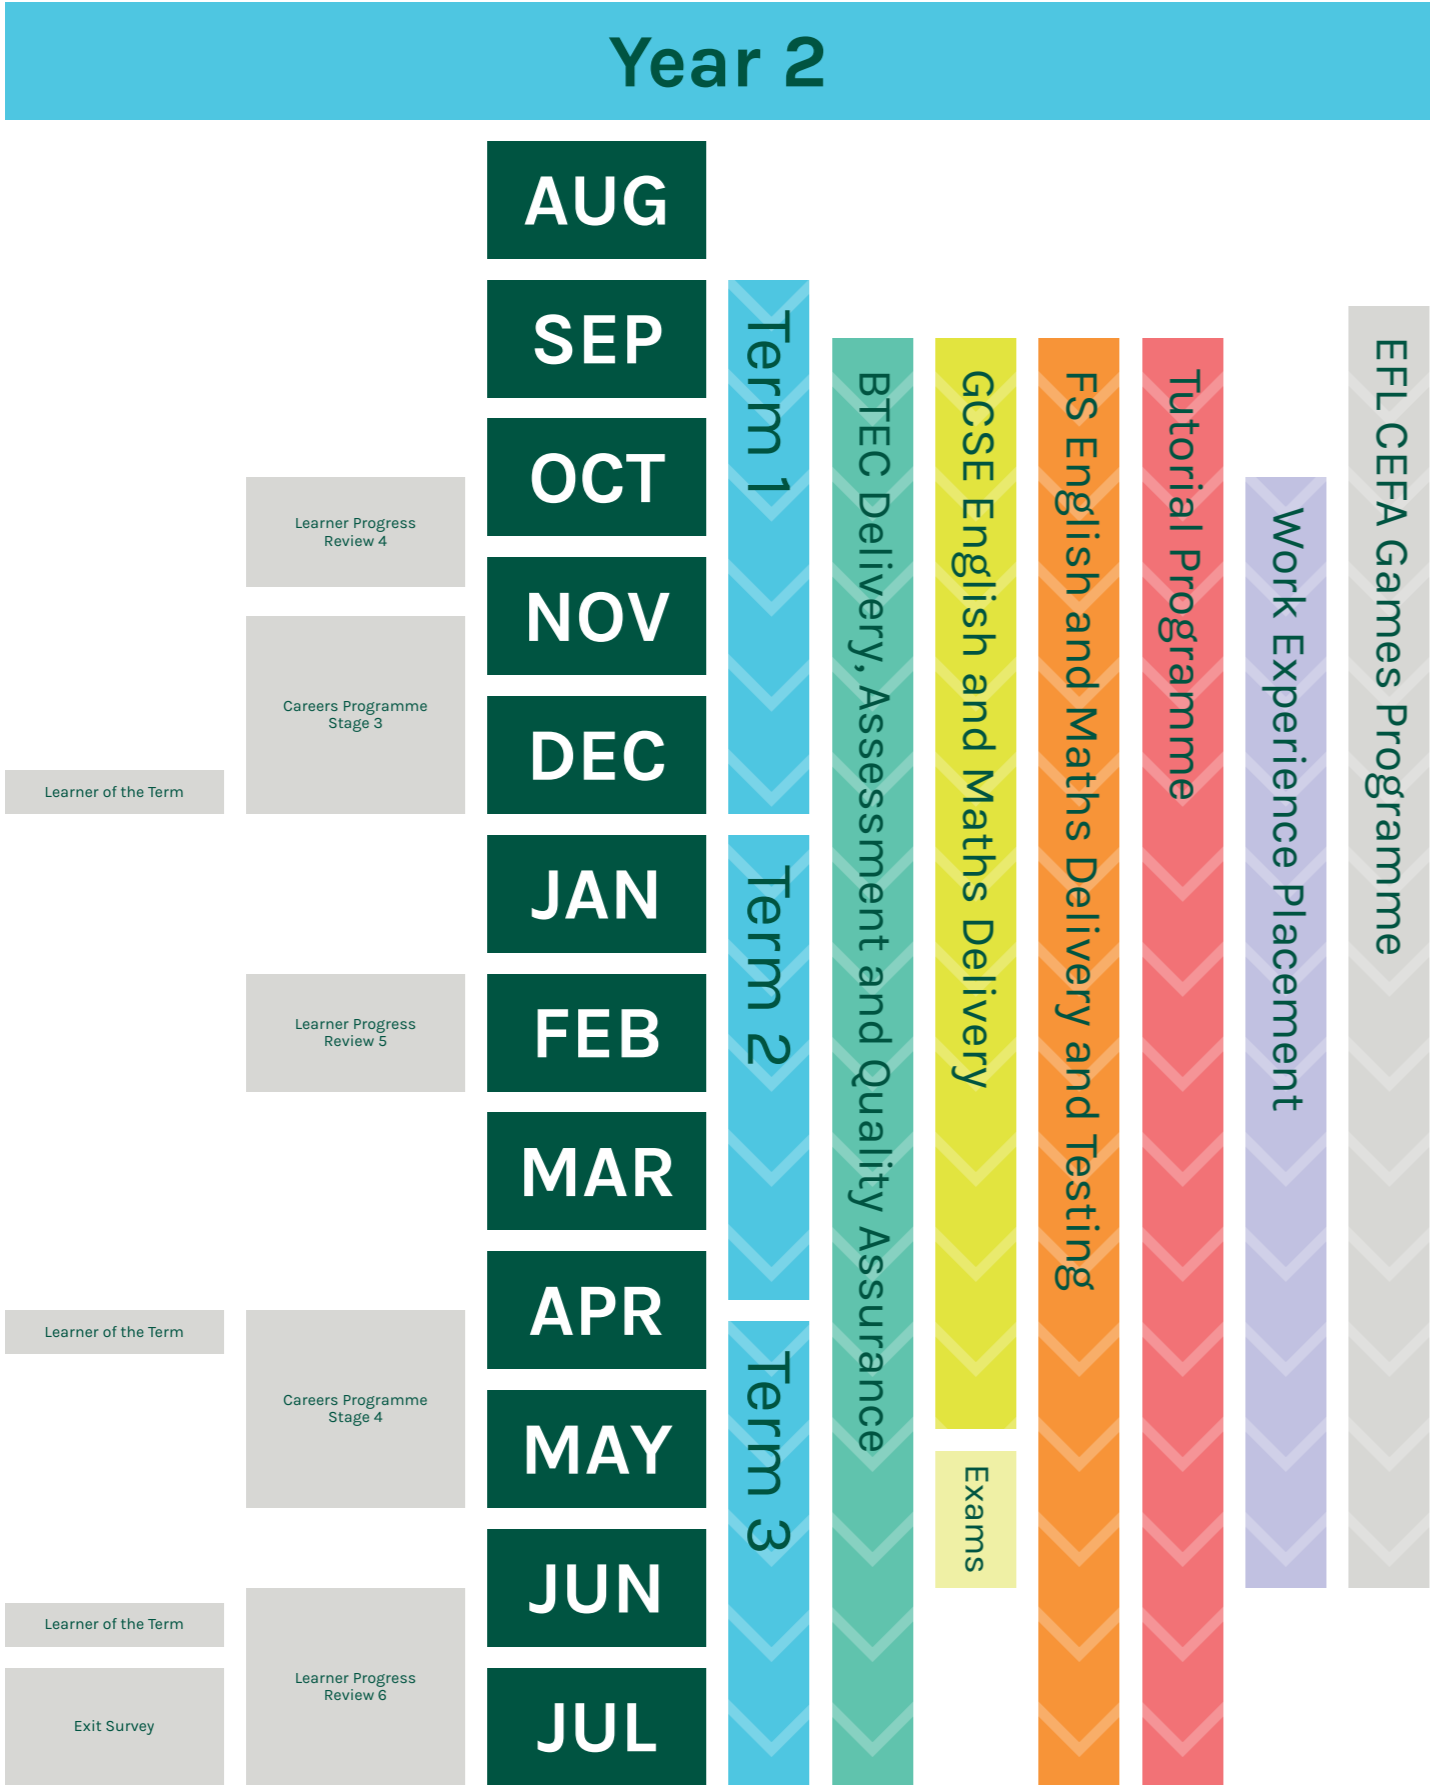 Year 2
AUG
SEP
OCT
NOV
DEC
JAN
FEB
MAR
APR
MAY
JUN
JUL
Learner Progress
Review 4
Careers Programme
Stage 3
Learner of the Term
Learner Progress
Review 5
Learner of the Term
Careers Programme
Stage 4
Learner of the Term
Learner Progress
Review 6
Exit Survey
Term 1
Term 2
Term 3
BTEC Delivery, Assessment and Quality Assurance
GCSE English and Maths Delivery
Exams
FS English and Maths Delivery and Testing
Tutorial Programme
Work Experience Placement
EFL CEFA Games Programme